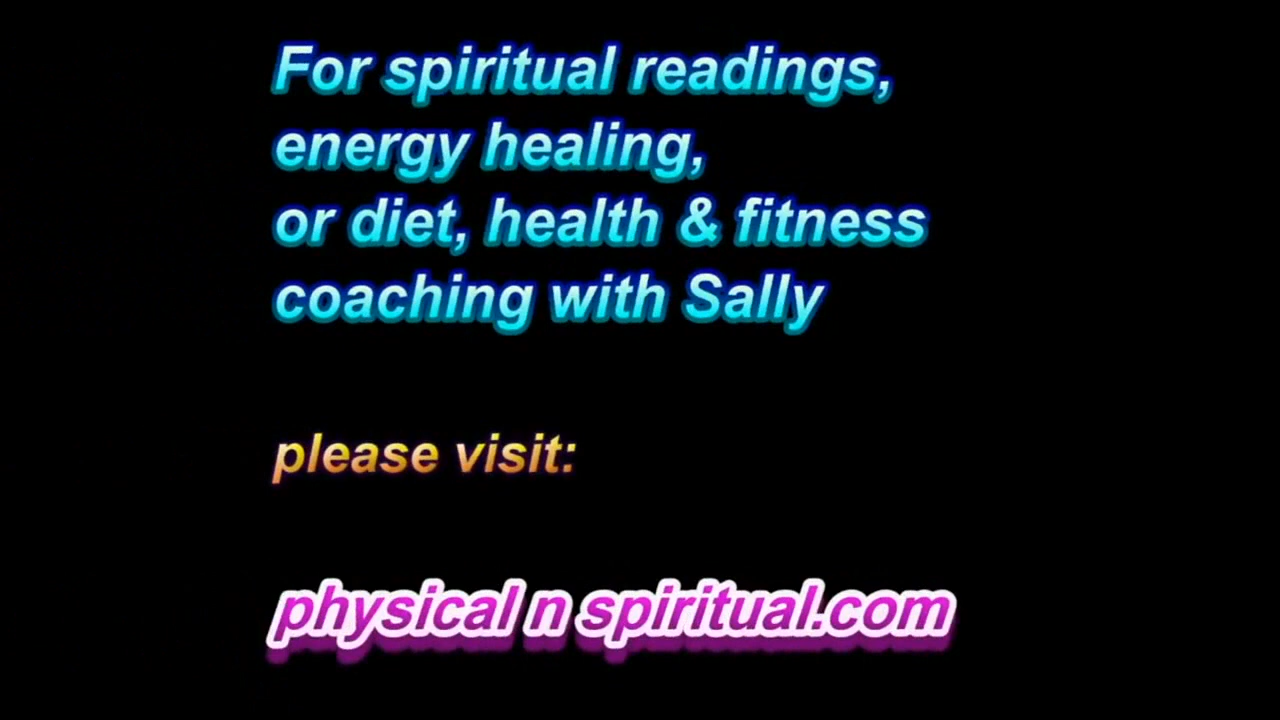 For spiritual readings,
energy healing,
or diet, health & fitness
coaching with Sally
please visit:
physical n spiritual.com